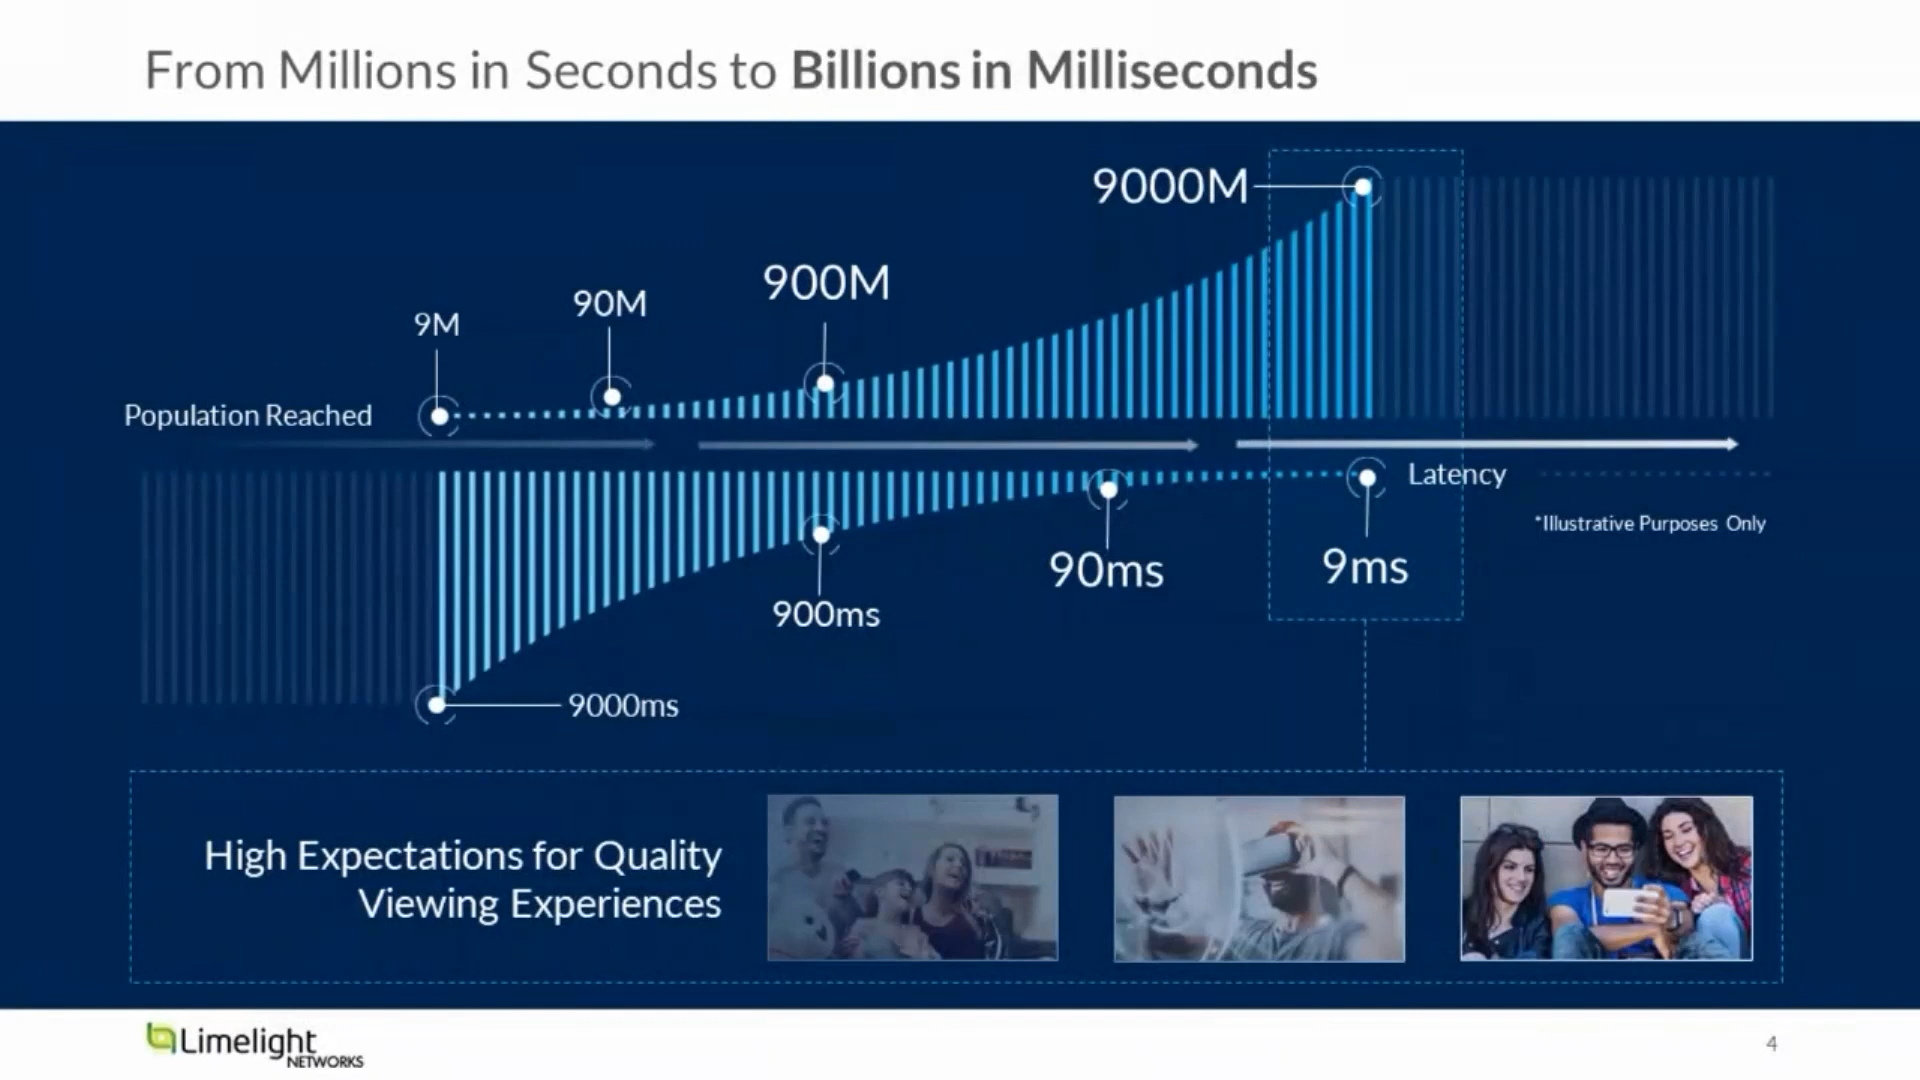 From Millions in Seconds to Billions in Milliseconds
9000M
900M
90M
9M
Population Reached
Latency
*Illustrative Purposes Only
9ms
90ms
900ms
9000ms
High Expectations for Quality
Viewing Experiences
Limelight
NETWORKS
4